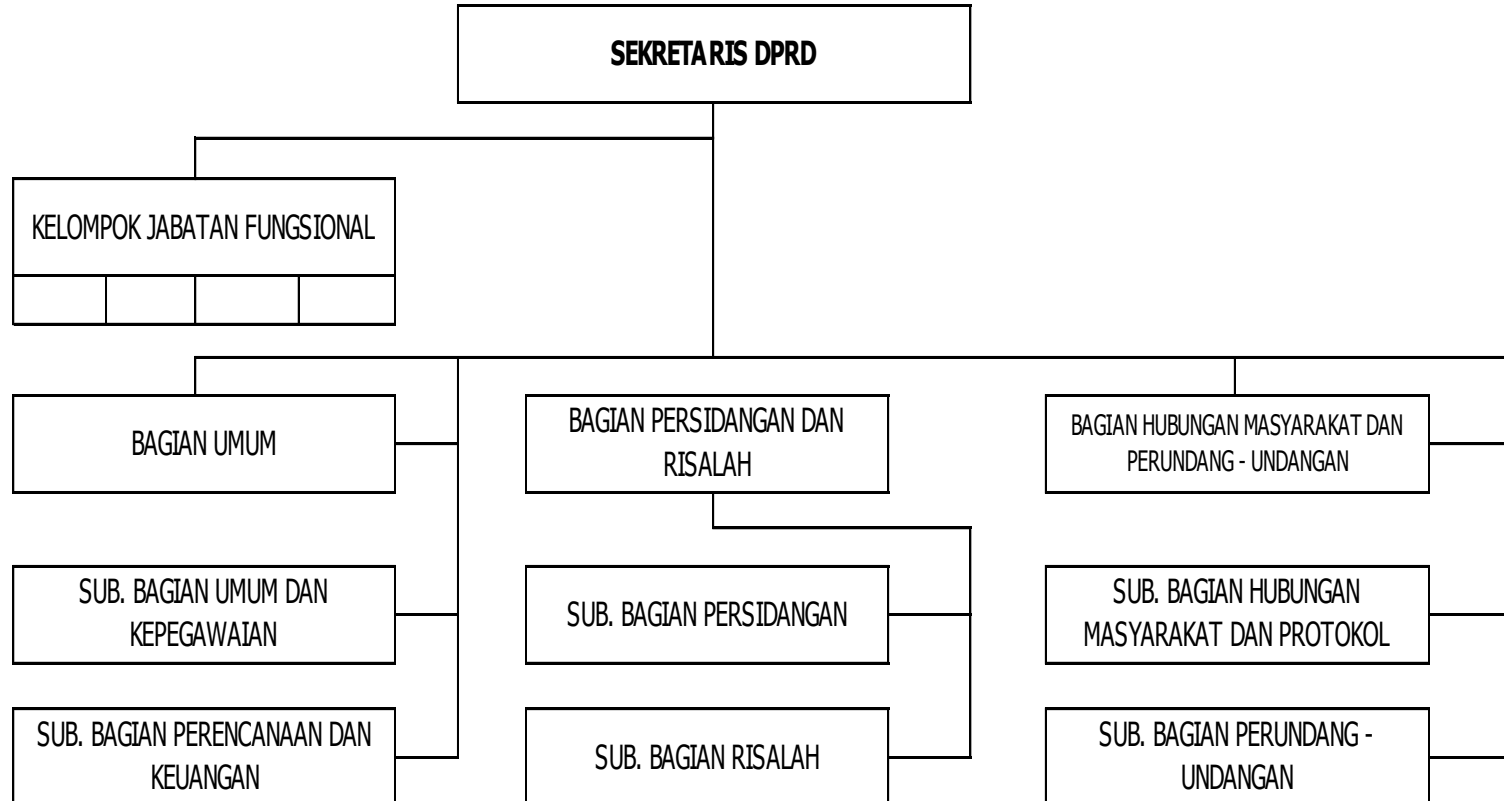 SEKRETARIS DPRD
KELOMPOK JABATAN FUNGSIONAL
BAGIAN UMUM
BAGIAN PERSIDANGAN DAN
RISALAH
BAGIAN HUBUNGAN MASYARAKAT DAN
PERUNDANG - UNDANGAN
SUB. BAGIAN UMUM DAN
KEPEGAWAIAN
SUB. BAGIAN PERSIDANGAN
SUB. BAGIAN HUBUNGAN
MASYARAKAT DAN PROTOKOL
SUB. BAGIAN PERENCANAAN DAN
KEUANGAN
SUB. BAGIAN RISALAH
SUB. BAGIAN PERUNDANG -
UNDANGAN